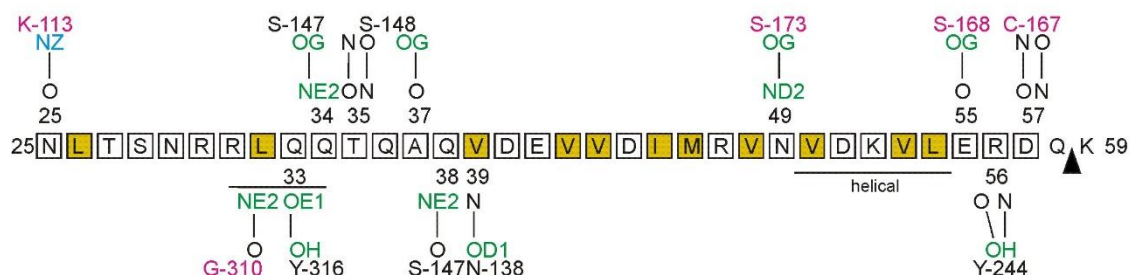 K-113 S-147 S-148 S-173 S-168 C-167
NZ OG N O OG OG OG N O
O NE2 O N O ND2 O O N
25 34 35 37 49 55 57
25 N L T S N R R L Q Q T Q A Q V D E V V D I M R V N V D K V L E R D Q K 59
33 38 39 helical 56
NE2 OE1 NE2 N O N
O OH O OD1 OH
G-310 Y-316 S-147 N-138 Y-244